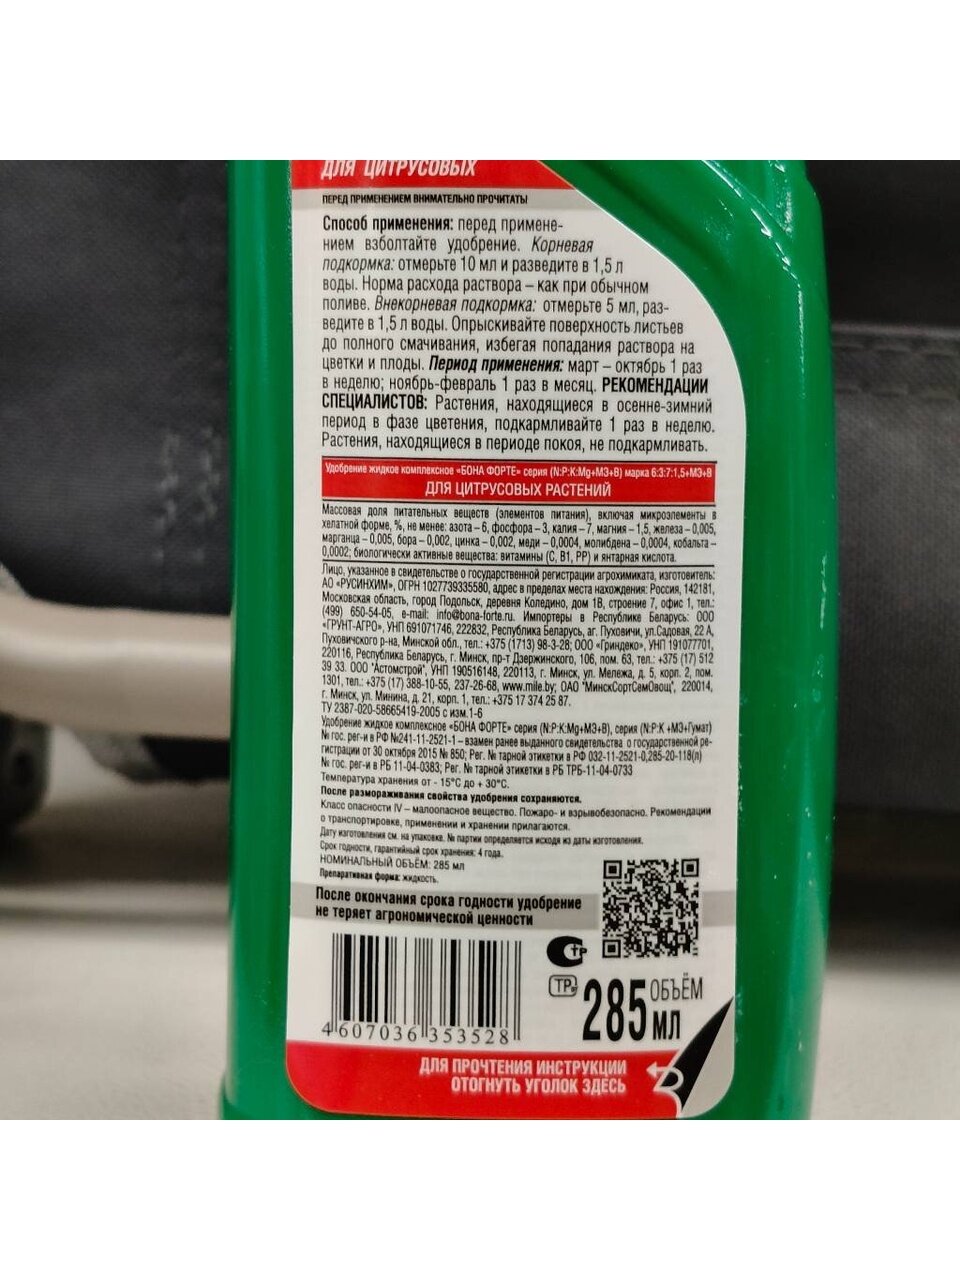 ДЛЯ ЦИТРУСОВЫХ
ПЕРЕД ПРИМЕНЕНИЕМ ВНИМАТЕЛЬНО ПРОЧИТАТЬ!
Способ применения: перед примене-
нием взболтайте удобрение. Корневая
подкормка: отмерьте 10 мл и разведите в 1,5 л
воды. Норма расхода раствора – как при обычном
поливе. Внекорневая подкормка: отмерьте 5 мл, раз-
ведите в 1,5 л воды. Опрыскивайте поверхность листьев
до полного смачивания, избегая попадания раствора на
цветки и плоды. Период применения: март – октябрь 1 раз
в неделю; ноябрь-февраль 1 раз в месяц. РЕКОМЕНДАЦИИ
СПЕЦИАЛИСТОВ: Растения, находящиеся в осенне-зимний
период в фазе цветения, подкармливайте 1 раз в неделю.
Растения, находящиеся в периоде покоя, не подкармливать.
Удобрение жидкое комплексное «БОНА ФОРТЕ» серия (N:P:K:Mg+МЭ+В) марка 6:3:7:1,5+МЭ+В
ДЛЯ ЦИТРУСОВЫХ РАСТЕНИЙ
Массовая доля питательных веществ (элементов питания), включая микроэлементы в
хелатной форме, %, не менее: азота – 6, фосфора – 3, калия – 7, магния – 1,5, железа – 0,005,
марганца – 0,005, бора – 0,002, цинка – 0,002, меди – 0,0004, молибдена – 0,0004, кобальта –
0,0002; биологически активные вещества: витамины (С, В1, РР) и янтарная кислота.
Лицо, указанное в свидетельстве о государственной регистрации агрохимиката, изготовитель:
АО «РУСИНХИМ», ОГРН 1027739335580, адрес в пределах места нахождения: Россия, 142181,
Московская область, город Подольск, деревня Коледино, дом 1В, строение 7, офис 1, тел.:
(499) 650-54-05, e-mail: info@bona-forte.ru. Импортеры в Республике Беларусь: ООО
«ГРУНТ-АГРО», УНП 691071746, 222832, Республика Беларусь, аг. Пуховичи, ул.Садовая, 22 А,
Пуховичского р-на, Минской обл., тел.: +375 (1713) 98-3-28; ООО «Гриндеко», УНП 191077701,
220116, Республика Беларусь, г. Минск, пр-т Дзержинского, 106, пом. 63, тел.: +375 (17) 512
39 33. ООО "Астомстрой", УНП 190516148, 220113, г. Минск, ул. Мележа, д. 5, корп. 2, пом.
1301, тел.: +375 (17) 388-10-55, 237-26-68, www.mile.by; ОАО "МинскСортСемОвощ", 220014,
г. Минск, ул. Минина, д. 21, корп. 1, тел.: +375 17 374 25 87.
ТУ 2387-020-58665419-2005 с изм.1-6
Удобрение жидкое комплексное «БОНА ФОРТЕ» серия (N:P:K:Mg+МЭ+В), серия (N:P:K +МЭ+Гумат)
№ гос. рег-и в РФ №241-11-2521-1 – взамен ранее выданного свидетельства о государственной ре-
гистрации от 30 октября 2015 № 850; Рег. № тарной этикетки в РФ 032-11-2521-0,285-20-118(л)
№ гос. рег-и в РБ 11-04-0383; Рег. № тарной этикетки в РБ ТРБ-11-04-0733
Температура хранения от - 15°С до + 30°С.
После размораживания свойства удобрения сохраняются.
Класс опасности IV – малоопасное вещество. Пожаро- и взрывобезопасно. Рекомендации
о транспортировке, применении и хранении прилагаются.
Дату изготовления см. на упаковке. № партии определяется исходя из даты изготовления.
Срок годности, гарантийный срок хранения: 4 года.
НОМИНАЛЬНЫЙ ОБЪЁМ: 285 мл
Препаративная форма: жидкость.
После окончания срока годности удобрение
не теряет агрономической ценности
4 607036 353528
ТР
285 ОБЪЁМ
МЛ
ДЛЯ ПРОЧТЕНИЯ ИНСТРУКЦИИ
ОТОГНУТЬ УГОЛОК ЗДЕСЬ